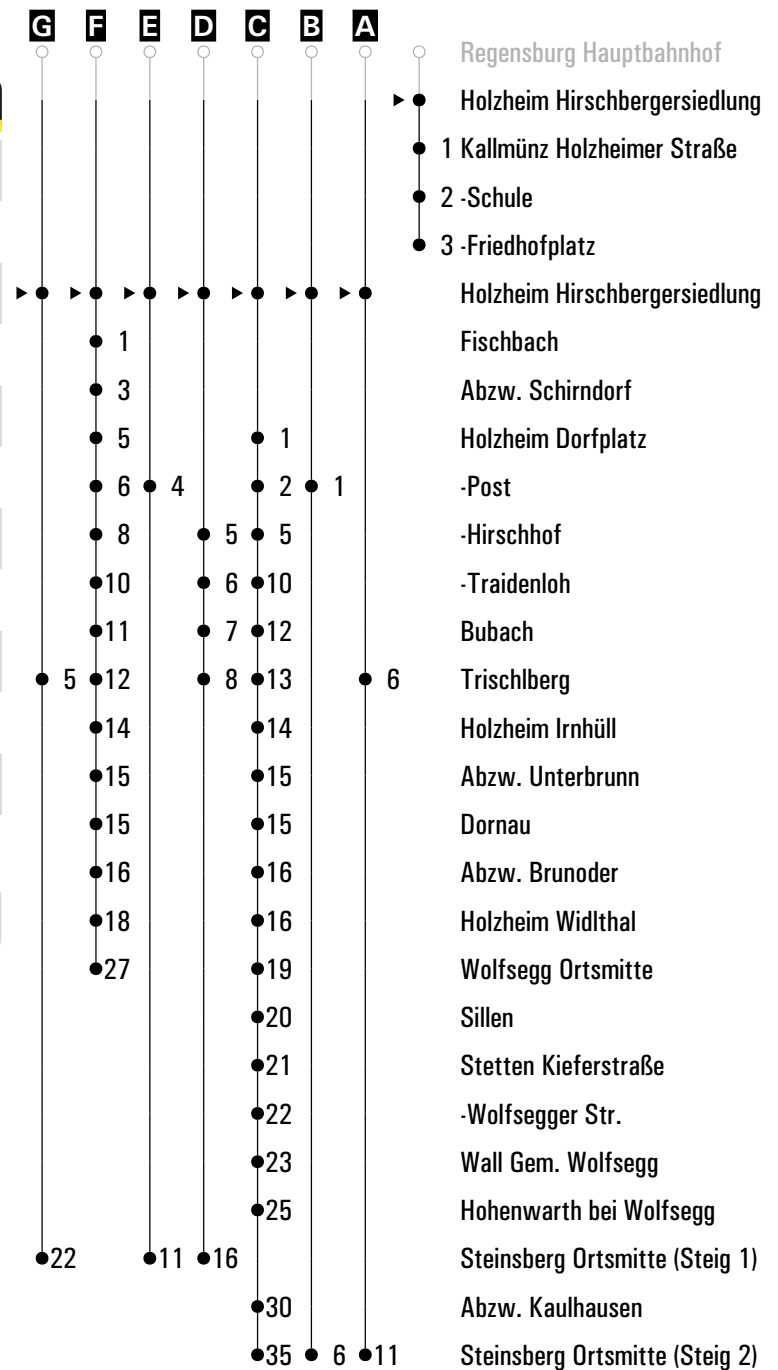 G F E D C B A
Regensburg Hauptbahnhof
Holzheim Hirschbergersiedlung
1 Kallmünz Holzheimer Straße
2 -Schule
3 -Friedhofplatz
Holzheim Hirschbergersiedlung
1 Fischbach
3 Abzw. Schirndorf
5 1 Holzheim Dorfplatz
6 4 2 1 -Post
8 5 5 -Hirschhof
10 6 10 -Traidenloh
11 7 12 Bubach
5 12 8 13 6 Trischlberg
14 14 Holzheim Irnhüll
15 15 Abzw. Unterbrunn
15 15 Dornau
16 16 Abzw. Brunoder
18 16 Holzheim Widlthal
27 19 Wolfsegg Ortsmitte
20 Sillen
21 Stetten Kieferstraße
22 -Wolfsegger Str.
23 Wall Gem. Wolfsegg
25 Hohenwarth bei Wolfsegg
22 11 16 Steinsberg Ortsmitte (Steig 1)
30 Abzw. Kaulhausen
35 6 11 Steinsberg Ortsmitte (Steig 2)